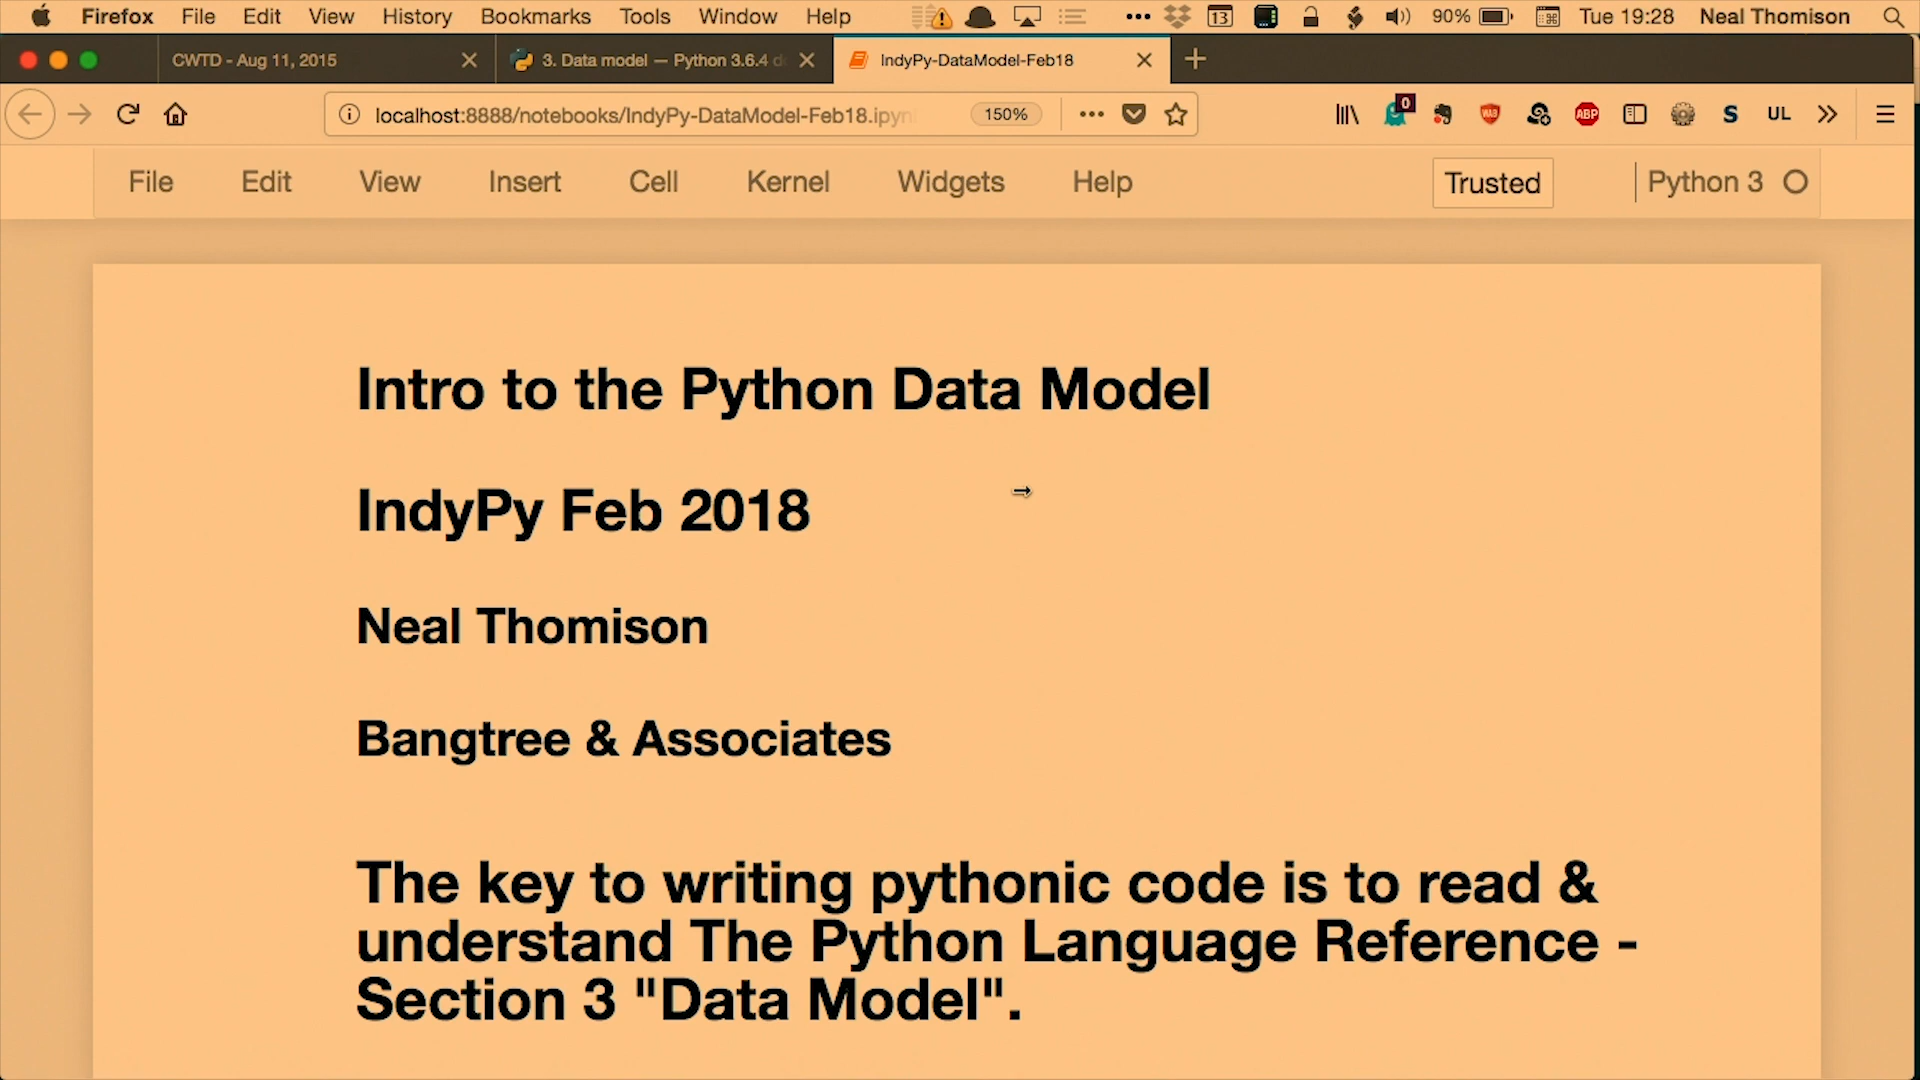 Firefox File Edit View History Bookmarks Tools Window Help 13 90% Tue 19:28 Neal Thomison
CWTD - Aug 11, 2015 3. Data model — Python 3.6.4 d IndyPy-DataModel-Feb18
localhost:8888/notebooks/IndyPy-DataModel-Feb18.ipyn 150% 0 ABP S UL
File Edit View Insert Cell Kernel Widgets Help Trusted Python 3
Intro to the Python Data Model
IndyPy Feb 2018
Neal Thomison
Bangtree & Associates
The key to writing pythonic code is to read &
understand The Python Language Reference -
Section 3 "Data Model".